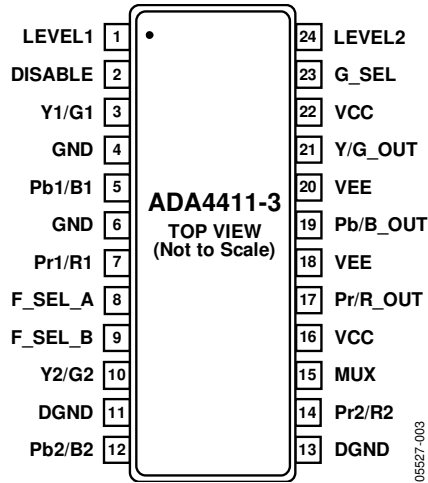 LEVEL1 1
DISABLE 2
Y1/G1 3
GND 4
Pb1/B1 5
GND 6
Pr1/R1 7
F_SEL_A 8
F_SEL_B 9
Y2/G2 10
DGND 11
Pb2/B2 12
ADA4411-3
TOP VIEW
(Not to Scale)
24 LEVEL2
23 G_SEL
22 VCC
21 Y/G_OUT
20 VEE
19 Pb/B_OUT
18 VEE
17 Pr/R_OUT
16 VCC
15 MUX
14 Pr2/R2
13 DGND
05527-003